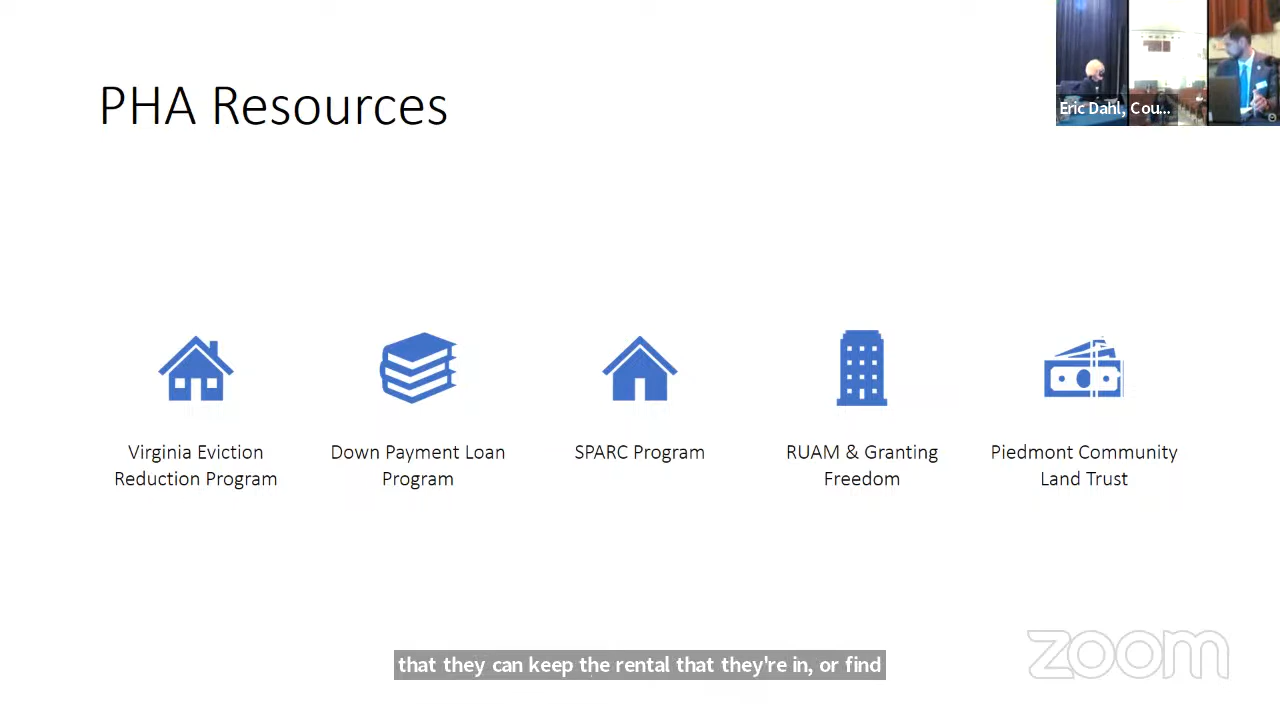 PHA Resources
Eric Dahl, Cou...
Virginia Eviction
Reduction Program
Down Payment Loan
Program
SPARC Program
RUAM & Granting
Freedom
Piedmont Community
Land Trust
that they can keep the rental that they're in, or find
zoom